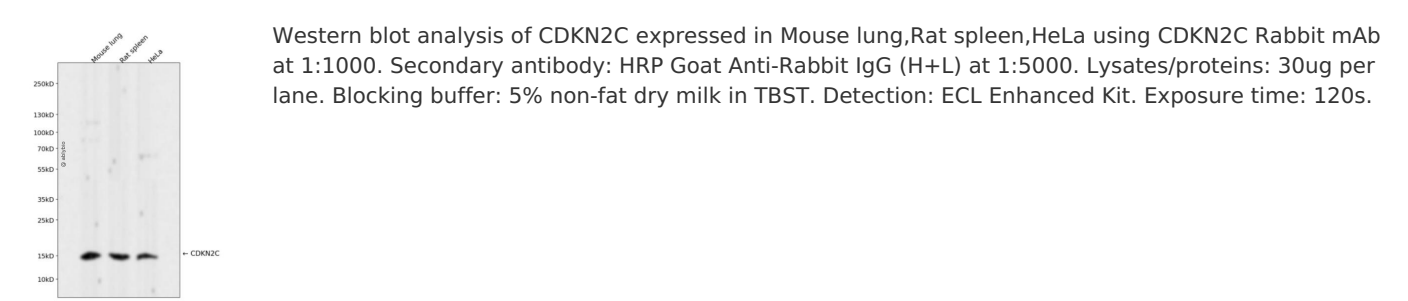 Western blot analysis of CDKN2C expressed in Mouse lung,Rat spleen,HeLa using CDKN2C Rabbit mAb
at 1:1000. Secondary antibody: HRP Goat Anti-Rabbit IgG (H+L) at 1:5000. Lysates/proteins: 30ug per
lane. Blocking buffer: 5% non-fat dry milk in TBST. Detection: ECL Enhanced Kit. Exposure time: 120s.
Mouse lung
Rat spleen
HeLa
250kD
130kD
100kD
70kD
55kD
35kD
25kD
15kD
← CDKN2C
10kD